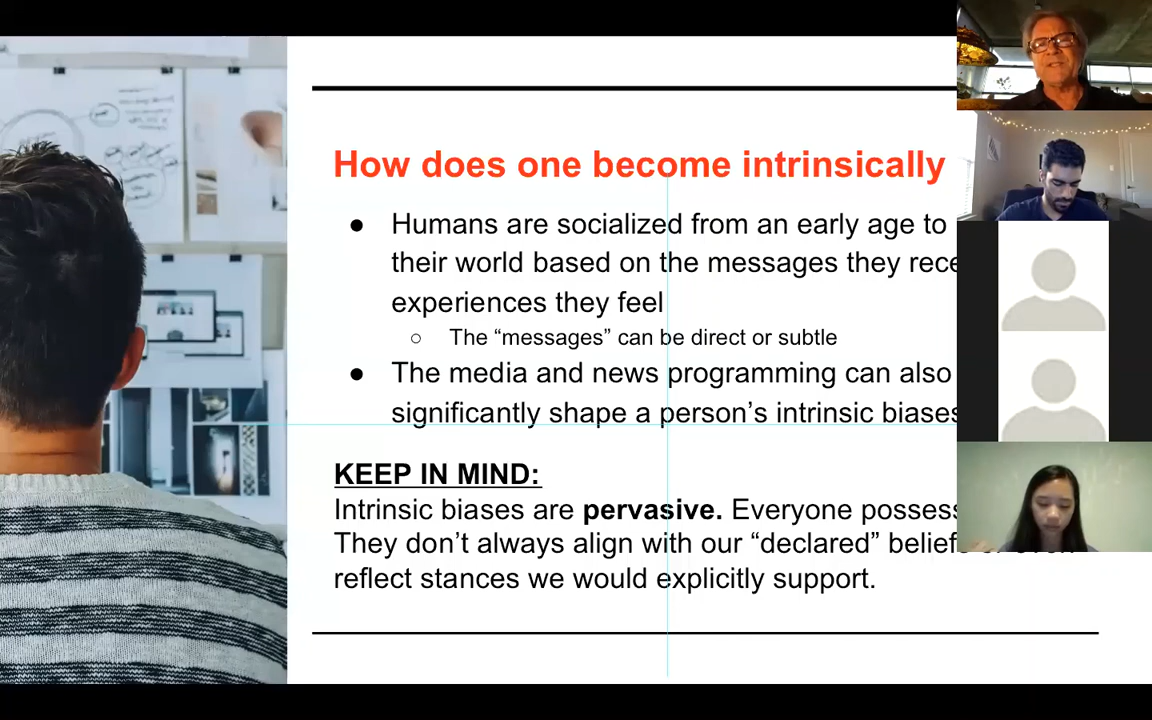 How does one become intrinsically
● Humans are socialized from an early age to
their world based on the messages they
experiences they feel
○ The “messages” can be direct or subtle
● The media and news programming can also
significantly shape a person’s intrinsic biases
KEEP IN MIND:
Intrinsic biases are pervasive. Everyone
They don’t always align with our “declared”
reflect stances we would explicitly support.